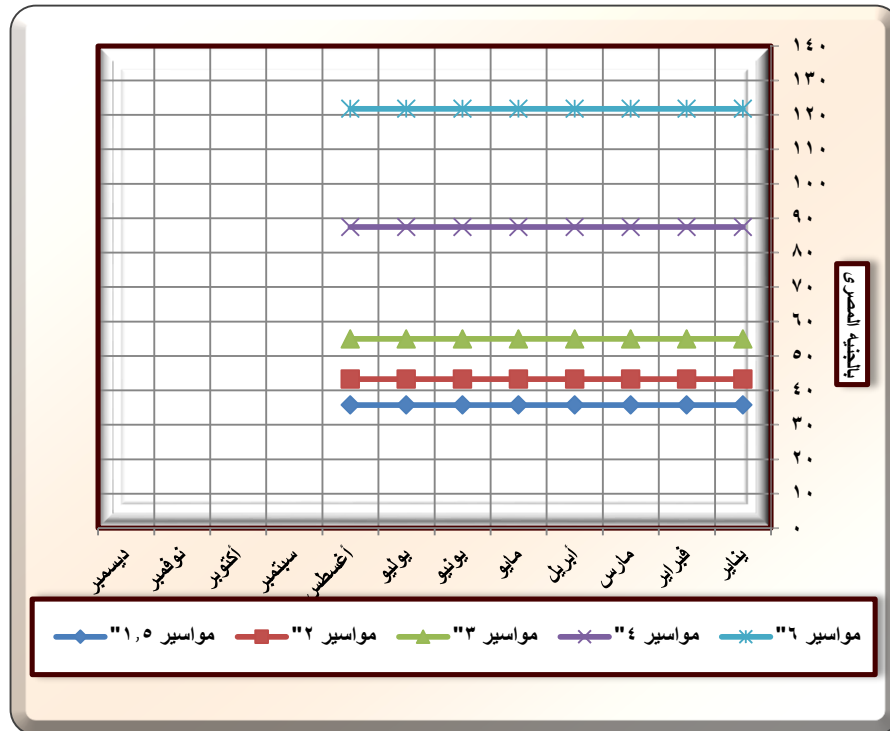 ١٤٠
١٣٠
١٢٠
١١٠
١٠٠
٩٠
٨٠
٧٠
٦٠
٥٠
٤٠
٣٠
٢٠
١٠
٠
بالجنيه المصرى
يناير
فبراير
مارس
أبريل
مايو
يونيو
يوليو
أغسطس
سبتمبر
أكتوبر
نوفمبر
ديسمبر
مواسير ٦" مواسير ٤" مواسير ٣" مواسير ٢" مواسير ١,٥"